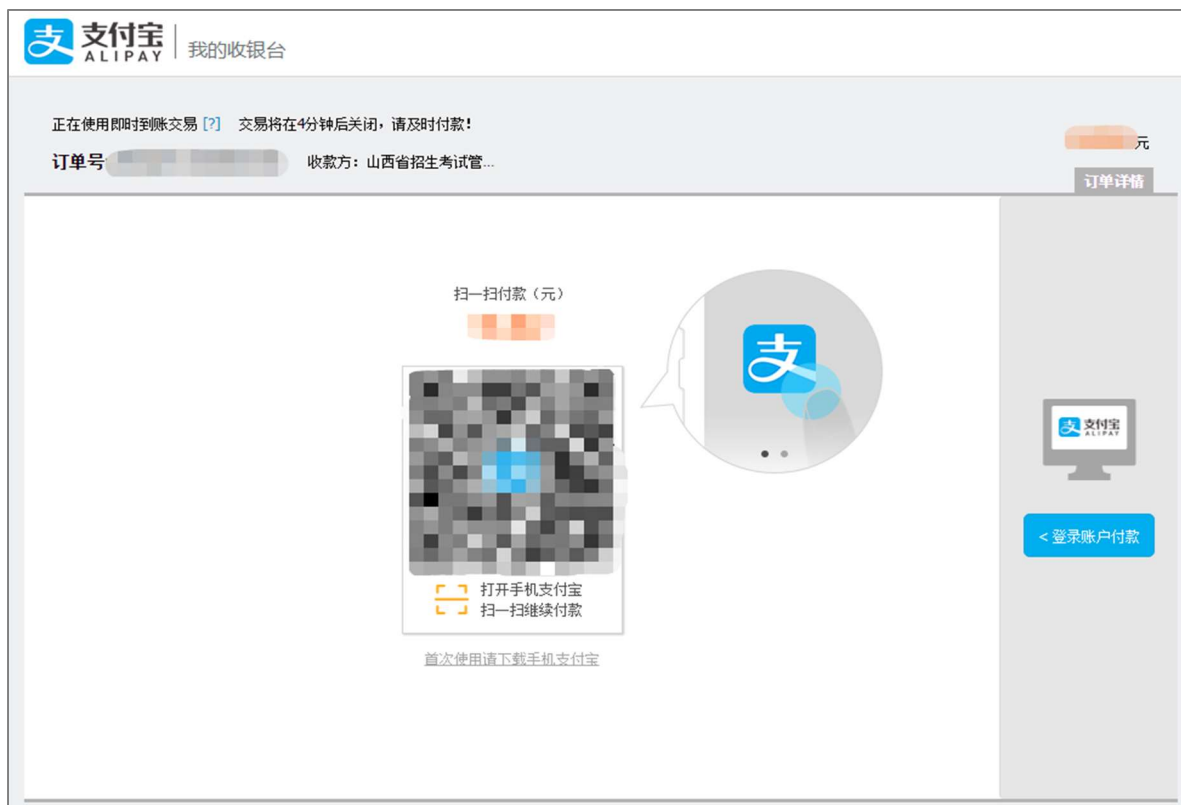 支付宝
ALIPAY
我的收银台
正在使用即时到账交易 [?] 交易将在4分钟后关闭，请及时付款！
元
订单号
收款方：山西省招生考试管...
订单详情
扫一扫付款（元）
支
支付宝
ALIPAY
<登录账户付款
打开手机支付宝
扫一扫继续付款
首次使用请下载手机支付宝